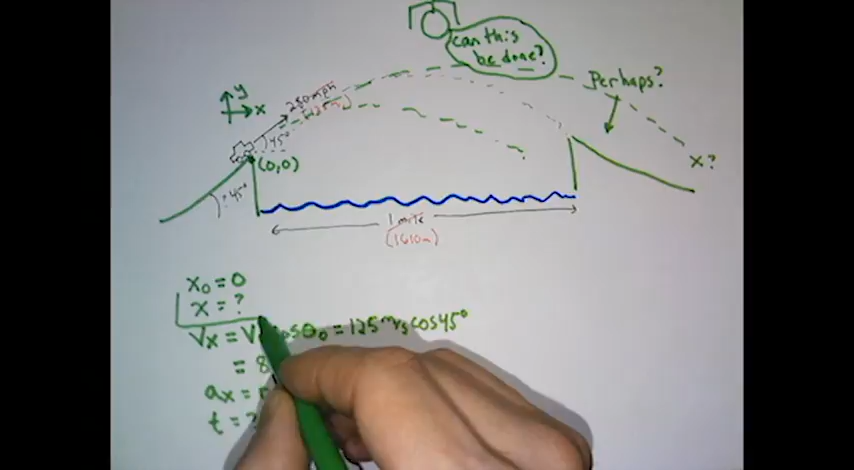 can this
be done?
Perhaps?
y
x
280 mph
(125 m/s)
45°
(0,0)
45°
x?
1 mile
(1610m)
x₀ = 0
x = ?
Vx = V cosθ₀ = 125 m/s cos45°
= 8
ax =
t = ?